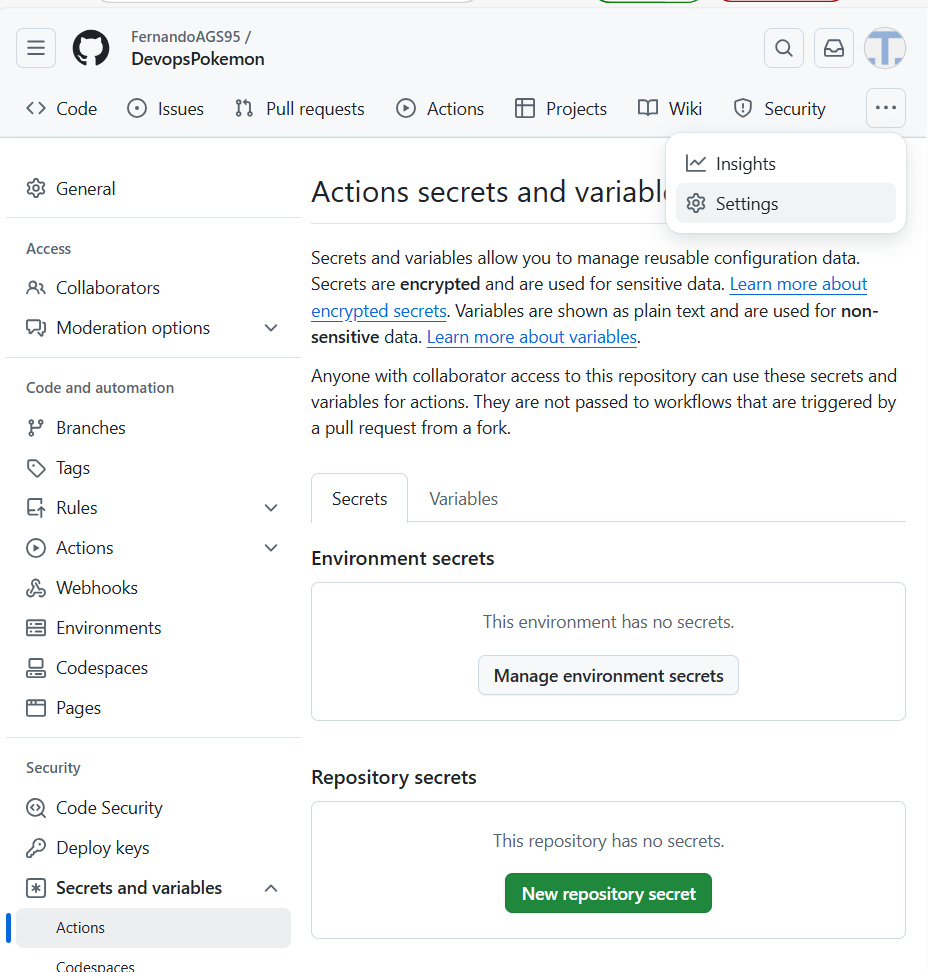 FernandoAGS95 /
DevopsPokemon
Code
Issues
Pull requests
Actions
Projects
Wiki
Security
Insights
Settings
General
Access
Collaborators
Moderation options
Code and automation
Branches
Tags
Rules
Actions
Webhooks
Environments
Codespaces
Pages
Security
Code Security
Deploy keys
Secrets and variables
Actions
Codespaces
Actions secrets and variabl
Secrets and variables allow you to manage reusable configuration data.
Secrets are encrypted and are used for sensitive data. Learn more about
encrypted secrets. Variables are shown as plain text and are used for non-
sensitive data. Learn more about variables.
Anyone with collaborator access to this repository can use these secrets and
variables for actions. They are not passed to workflows that are triggered by
a pull request from a fork.
Secrets
Variables
Environment secrets
This environment has no secrets.
Manage environment secrets
Repository secrets
This repository has no secrets.
New repository secret